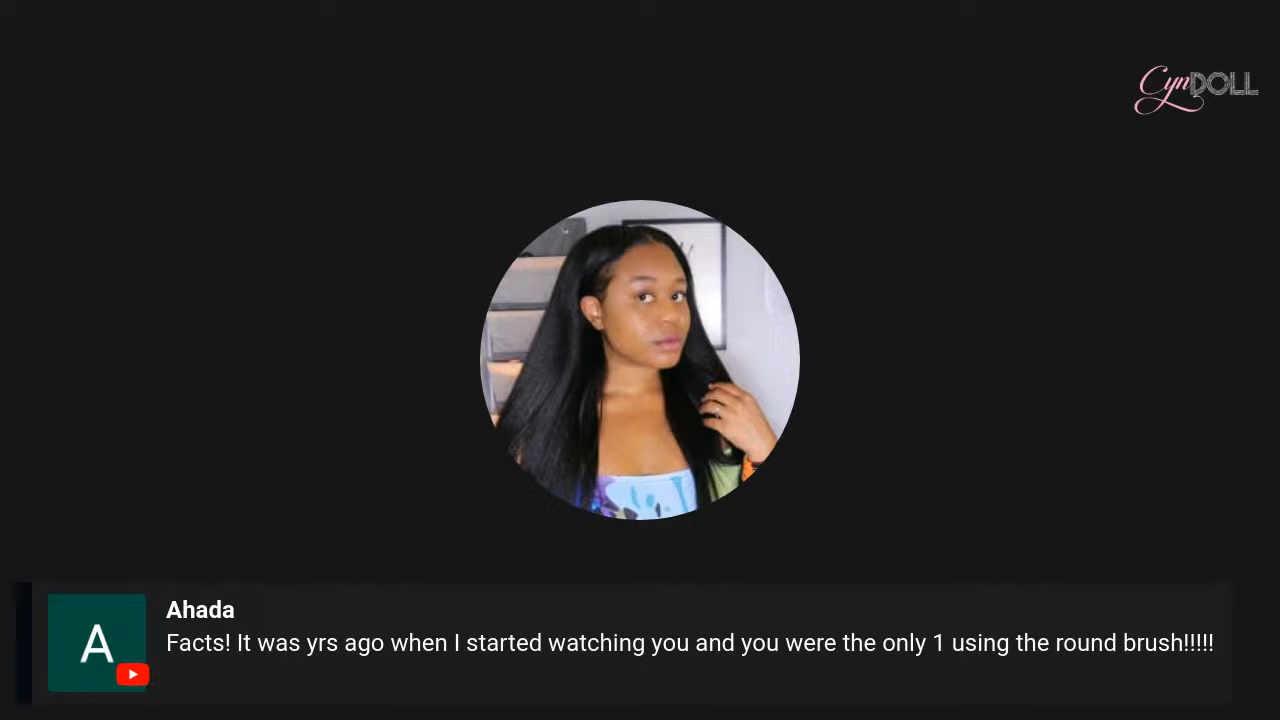 CynDOLL
Ahada
Facts! It was yrs ago when I started watching you and you were the only 1 using the round brush!!!!!
A